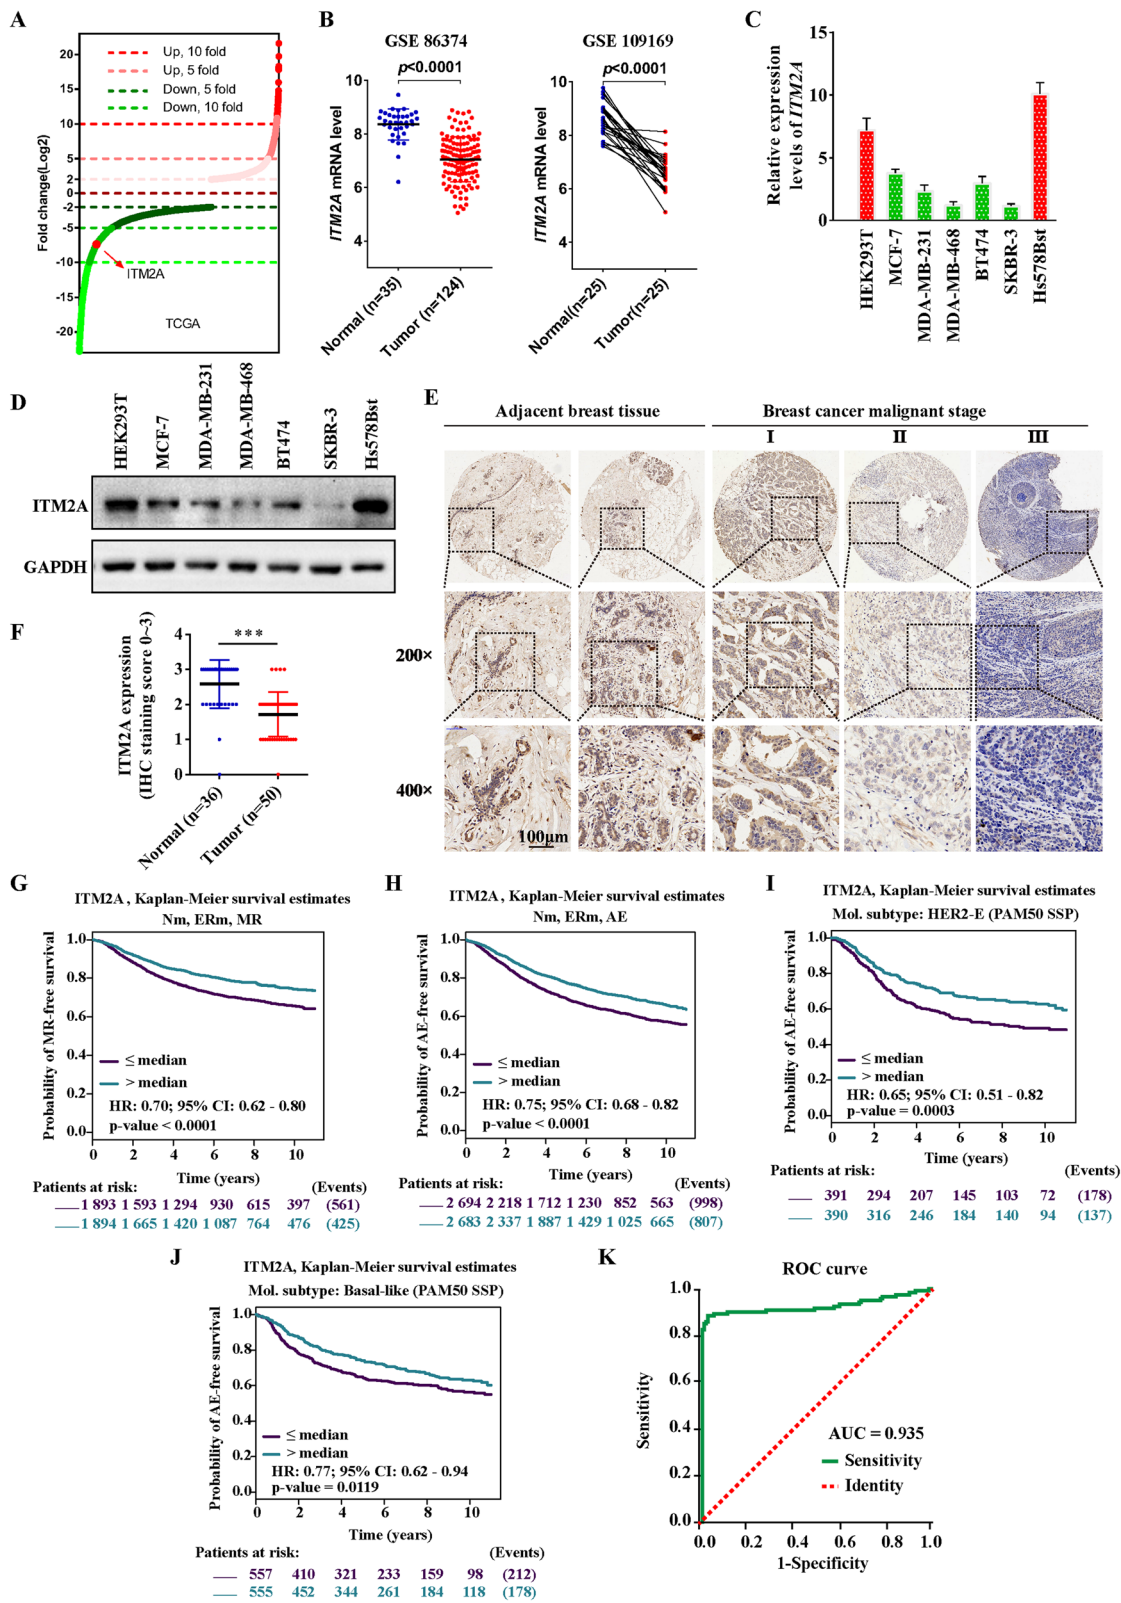 A
20
15
10
5
2
0
-2
-5
-10
-15
-20
Fold change(Log2)
Up, 10 fold
Up, 5 fold
Down, 5 fold
Down, 10 fold
ITM2A
TCGA
B
GSE 86374
p<0.0001
10
8
6
4
ITM2A mRNA level
Normal (n=35)
Tumor (n=124)
GSE 109169
p<0.0001
10
8
6
4
ITM2A mRNA level
Normal(n=25)
Tumor(n=25)
C
Relative expression
levels of ITM2A
15
10
5
0
HEK293T
MCF-7
MDA-MB-231
MDA-MB-468
BT474
SKBR-3
Hs578Bst
D
HEK293T
MCF-7
MDA-MB-231
MDA-MB-468
BT474
SKBR-3
Hs578Bst
ITM2A
GAPDH
E
Adjacent breast tissue
Breast cancer malignant stage
I II III
200×
400×
100μm
F
ITM2A expression
(IHC staining score 0~3)
4
3
2
1
0
***
Normal (n=36)
Tumor (n=50)
G
ITM2A , Kaplan-Meier survival estimates
Nm, ERm, MR
Probability of MR-free survival
1.0
0.8
0.6
0.4
0.2
0.0
≤ median
> median
HR: 0.70; 95% CI: 0.62 - 0.80
p-value < 0.0001
0 2 4 6 8 10
Time (years)
Patients at risk: (Events)
1 893 1 593 1 294 930 615 397 (561)
1 894 1 665 1 420 1 087 764 476 (425)
H
ITM2A, Kaplan-Meier survival estimates
Nm, ERm, AE
Probability of AE-free survival
1.0
0.8
0.6
0.4
0.2
0.0
≤ median
> median
HR: 0.75; 95% CI: 0.68 - 0.82
p-value < 0.0001
0 2 4 6 8 10
Time (years)
Patients at risk: (Events)
2 694 2 218 1 712 1 230 852 563 (998)
2 683 2 337 1 887 1 429 1 025 665 (807)
I
ITM2A, Kaplan-Meier survival estimates
Mol. subtype: HER2-E (PAM50 SSP)
Probability of AE-free survival
1.0
0.8
0.6
0.4
0.2
0.0
≤ median
> median
HR: 0.65; 95% CI: 0.51 - 0.82
p-value = 0.0003
0 2 4 6 8 10
Time (years)
Patients at risk: (Events)
391 294 207 145 103 72 (178)
390 316 246 184 140 94 (137)
J
ITM2A, Kaplan-Meier survival estimates
Mol. subtype: Basal-like (PAM50 SSP)
Probability of AE-free survival
1.0
0.8
0.6
0.4
0.2
0.0
≤ median
> median
HR: 0.77; 95% CI: 0.62 - 0.94
p-value = 0.0119
0 2 4 6 8 10
Time (years)
Patients at risk: (Events)
557 410 321 233 159 98 (212)
555 452 344 261 184 118 (178)
K
ROC curve
Sensitivity
1.0
0.8
0.6
0.4
0.2
0.0
AUC = 0.935
Sensitivity
Identity
0.0 0.2 0.4 0.6 0.8 1.0
1-Specificity